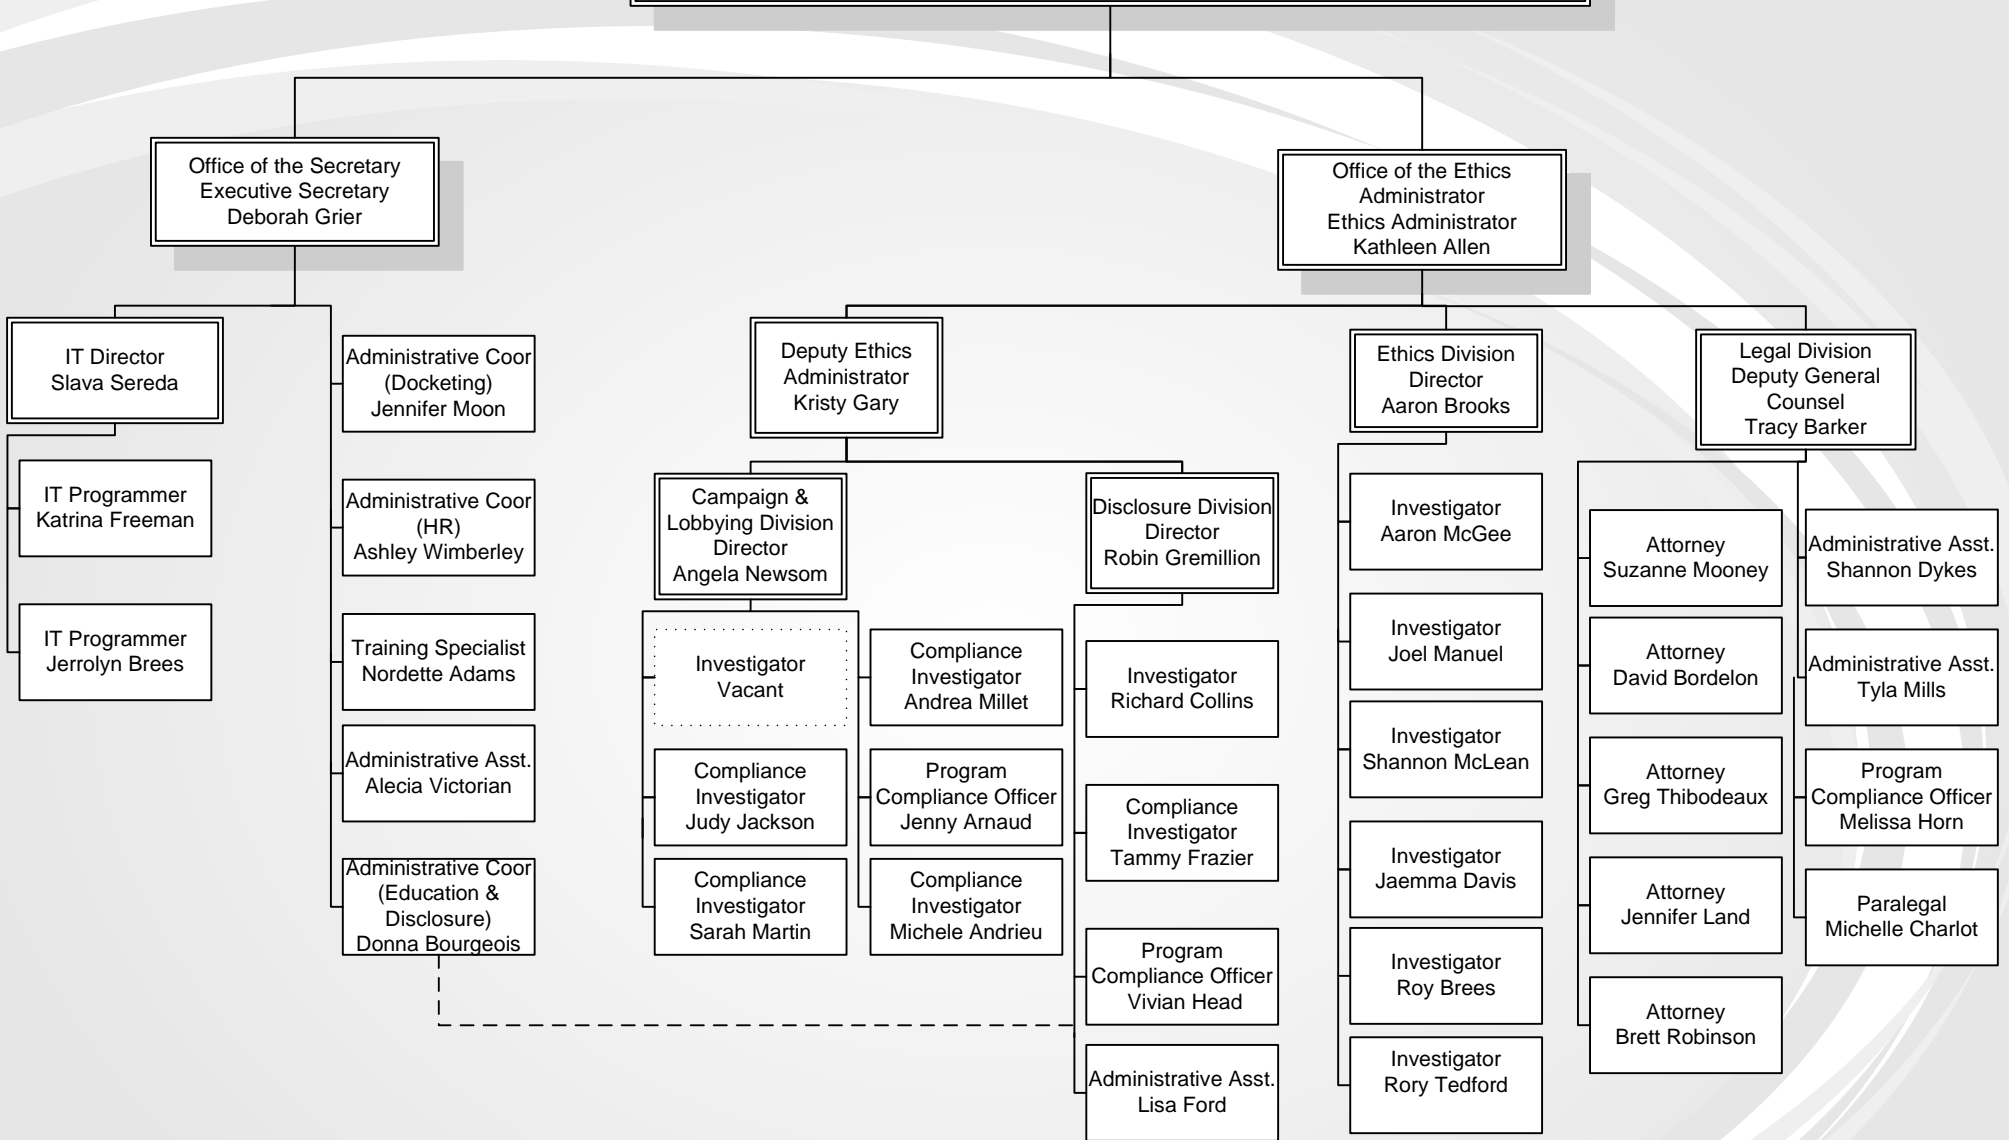 Office of the Secretary
Executive Secretary
Deborah Grier
Office of the Ethics
Administrator
Ethics Administrator
Kathleen Allen
IT Director
Slava Sereda
IT Programmer
Katrina Freeman
IT Programmer
Jerrolyn Brees
Administrative Coor
(Docketing)
Jennifer Moon
Administrative Coor
(HR)
Ashley Wimberley
Training Specialist
Nordette Adams
Administrative Asst.
Alecia Victorian
Administrative Coor
(Education &
Disclosure)
Donna Bourgeois
Deputy Ethics
Administrator
Kristy Gary
Campaign &
Lobbying Division
Director
Angela Newsom
Investigator
Vacant
Compliance
Investigator
Judy Jackson
Compliance
Investigator
Sarah Martin
Compliance
Investigator
Andrea Millet
Program
Compliance Officer
Jenny Arnaud
Compliance
Investigator
Michele Andrieu
Disclosure Division
Director
Robin Gremillion
Investigator
Richard Collins
Compliance
Investigator
Tammy Frazier
Program
Compliance Officer
Vivian Head
Administrative Asst.
Lisa Ford
Ethics Division
Director
Aaron Brooks
Investigator
Aaron McGee
Investigator
Joel Manuel
Investigator
Shannon McLean
Investigator
Jaemma Davis
Investigator
Roy Brees
Investigator
Rory Tedford
Legal Division
Deputy General
Counsel
Tracy Barker
Attorney
Suzanne Mooney
Attorney
David Bordelon
Attorney
Greg Thibodeaux
Attorney
Jennifer Land
Attorney
Brett Robinson
Administrative Asst.
Shannon Dykes
Administrative Asst.
Tyla Mills
Program
Compliance Officer
Melissa Horn
Paralegal
Michelle Charlot